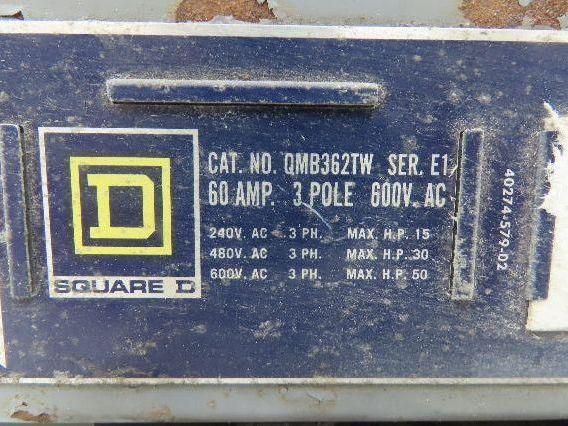 D
SQUARE D
CAT. NO. QMB362TW SER. E1
60 AMP. 3 POLE 600V. AC
240V. AC 3 PH. MAX. H.P. 15
480V. AC 3 PH. MAX. H.P. 30
600V. AC 3 PH. MAX. H.P. 50
40274-579-02